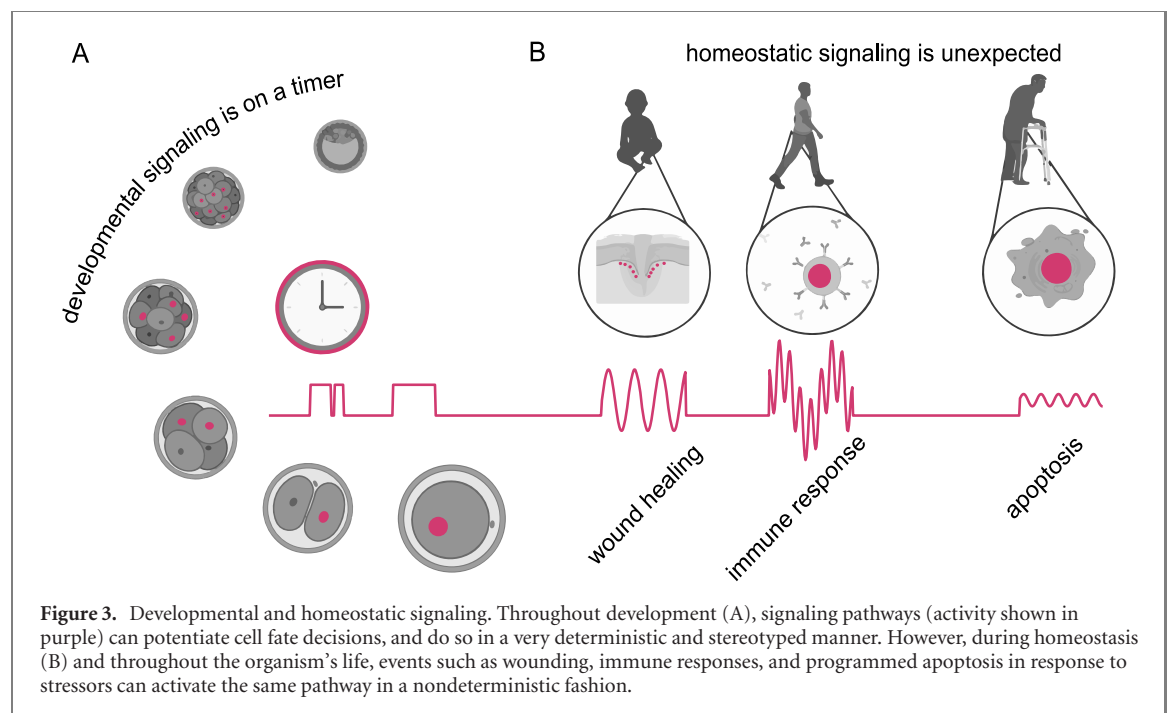 A
developmental signaling is on a timer
B
homeostatic signaling is unexpected
wound healing
immune response
apoptosis
Figure 3. Developmental and homeostatic signaling. Throughout development (A), signaling pathways (activity shown in
purple) can potentiate cell fate decisions, and do so in a very deterministic and stereotyped manner. However, during homeostasis
(B) and throughout the organism’s life, events such as wounding, immune responses, and programmed apoptosis in response to
stressors can activate the same pathway in a nondeterministic fashion.